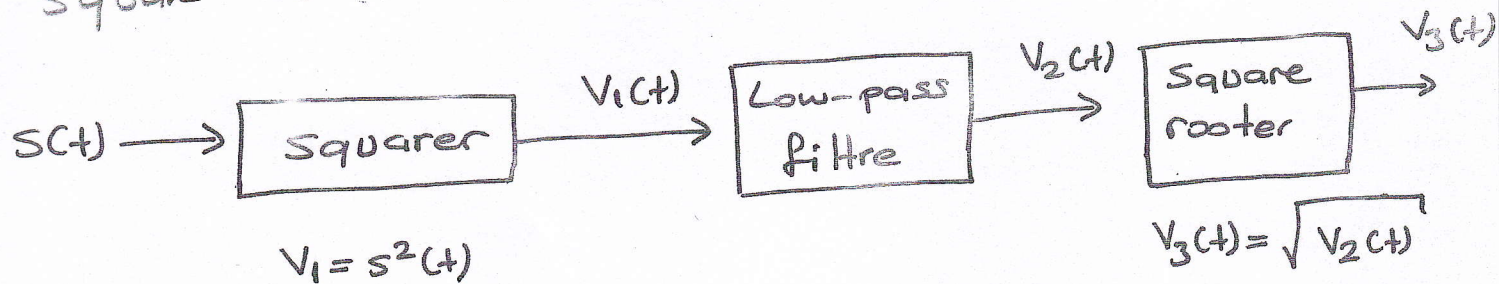 V₃(t)
V₂(t)
Square
rooter
V₁(t)
Low-pass
filtre
S(t)
squarer
V₃(t)=√V₂(t)
V₁=s²(t)